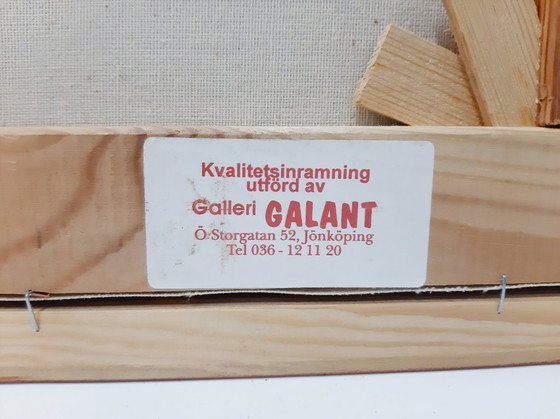 Kvalitetsinramning
utförd av
Galleri GALANT
Ö Storgatan 52, Jönköping
Tel 036 - 12 11 20